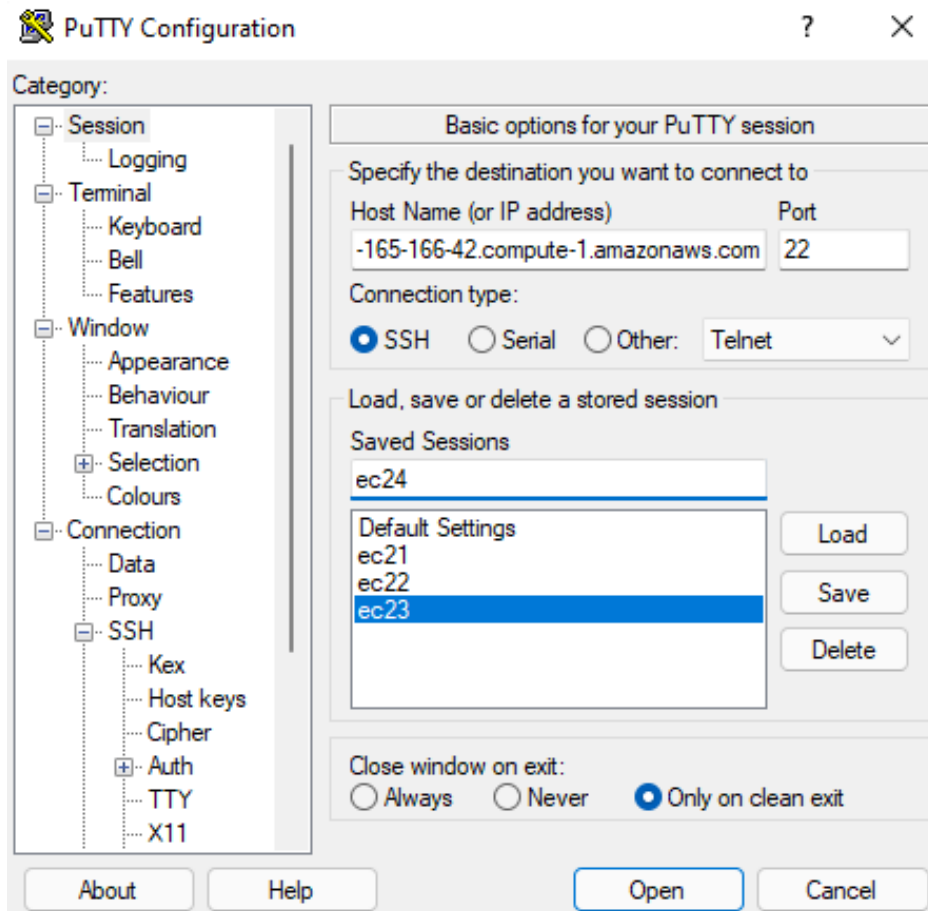 PuTTY Configuration
?
Category:
Session
Logging
Terminal
Keyboard
Bell
Features
Window
Appearance
Behaviour
Translation
Selection
Colours
Connection
Data
Proxy
SSH
Kex
Host keys
Cipher
Auth
TTY
X11
Basic options for your PuTTY session
Specify the destination you want to connect to
Host Name (or IP address) Port
-165-166-42.compute-1.amazonaws.com 22
Connection type:
SSH Serial Other: Telnet
Load, save or delete a stored session
Saved Sessions
ec24
Default Settings
ec21
ec22
ec23
Load
Save
Delete
Close window on exit:
Always Never Only on clean exit
About Help Open Cancel